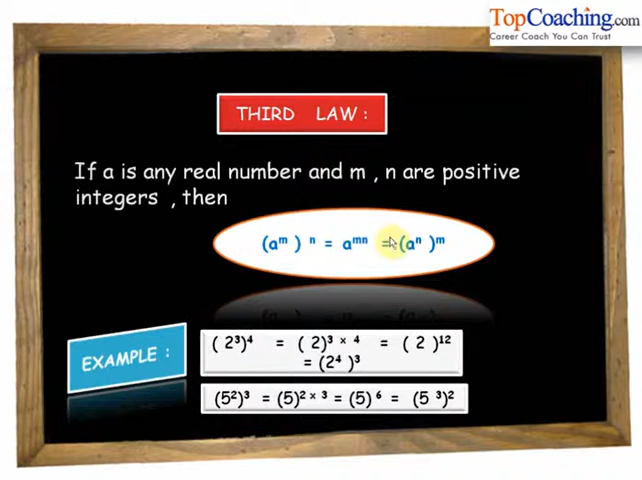 TopCoaching.com
Career Coach You Can Trust
THIRD LAW :
If a is any real number and m , n are positive
integers , then
(aᵐ ) ⁿ = aᵐⁿ = (aⁿ )ᵐ
EXAMPLE :
( 2³)⁴ = ( 2)³ ˣ ⁴ = ( 2 )¹²
= (2⁴ )³
(5²)³ = (5)² ˣ ³ = (5) ⁶ = (5 ³)²